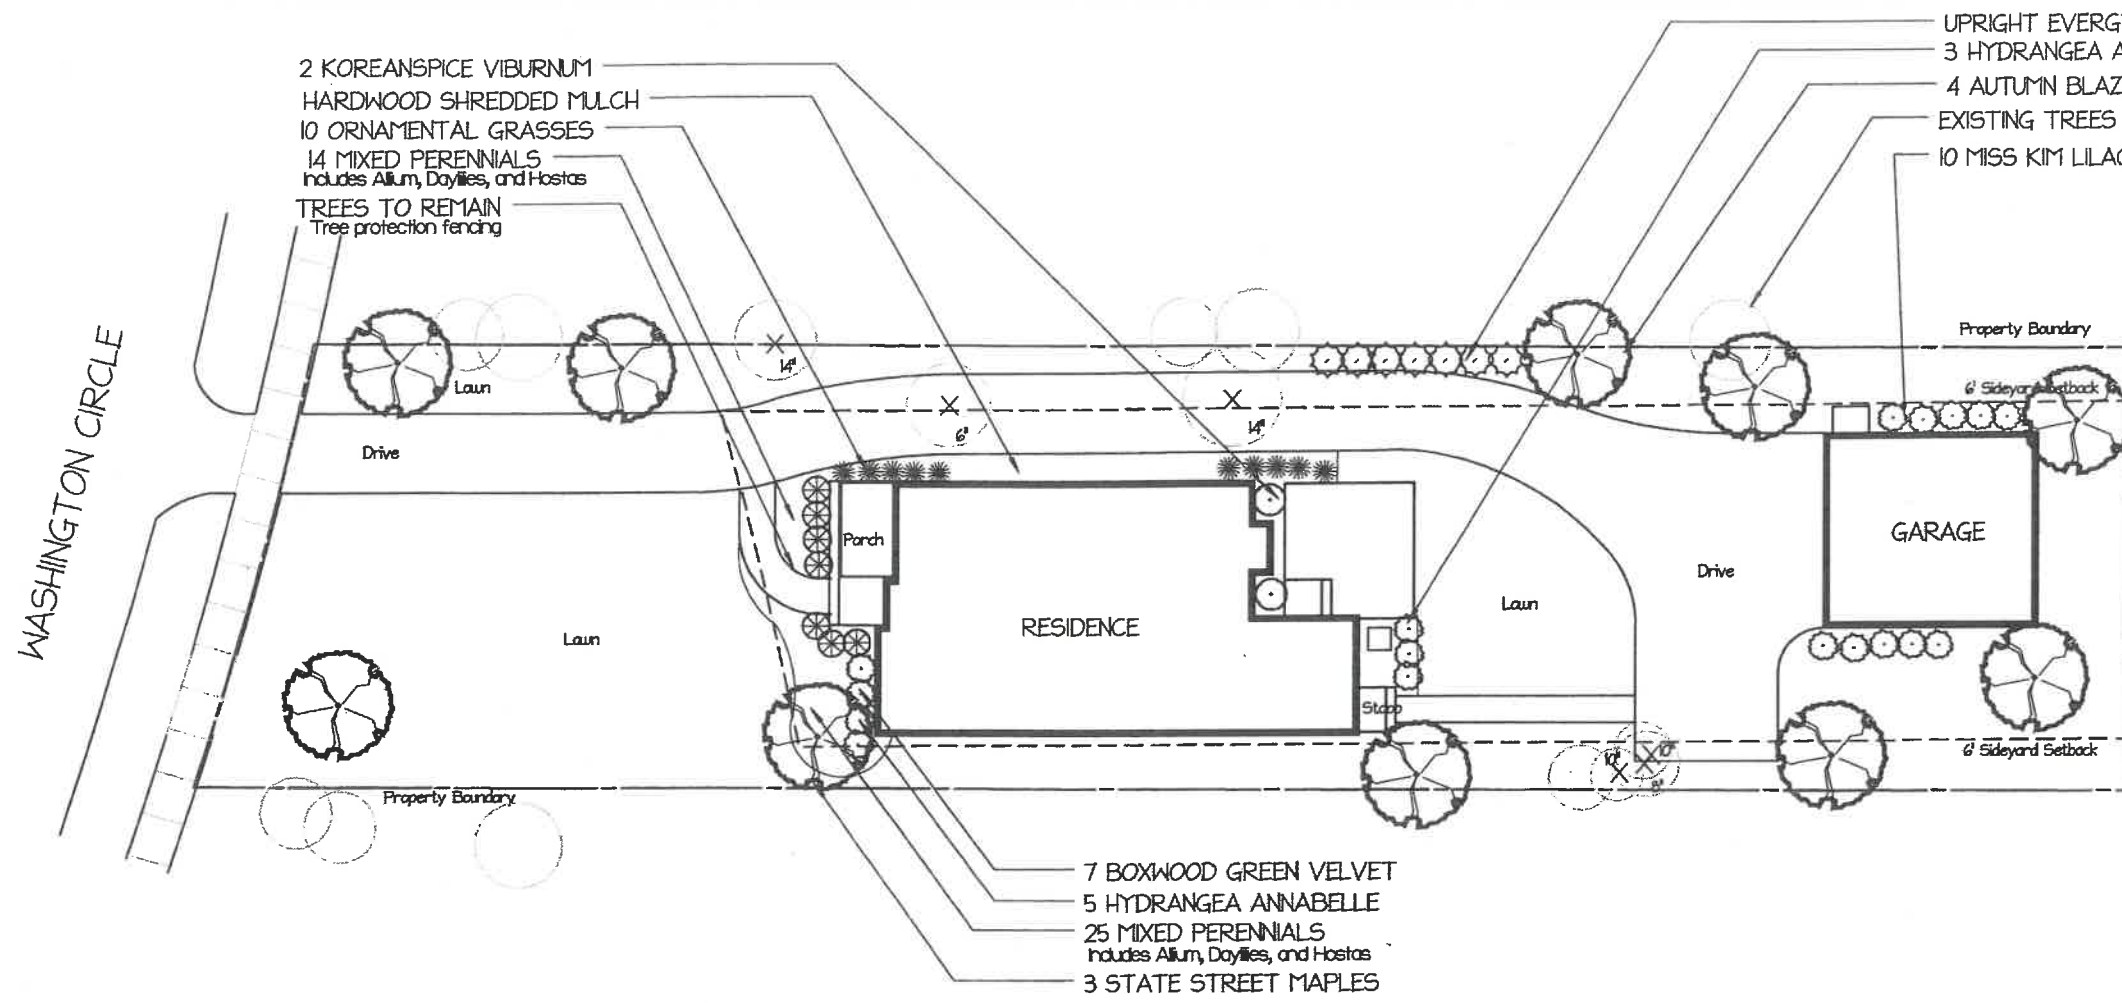 2 KOREANSPICE VIBURNUM
HARDWOOD SHREDDED MULCH
10 ORNAMENTAL GRASSES
14 MIXED PERENNIALS
Includes Allium, Daylilies, and Hostas
TREES TO REMAIN
Tree protection fencing
UPRIGHT EVERG
3 HYDRANGEA A
4 AUTUMN BLAZ
EXISTING TREES
10 MISS KIM LILAC
WASHINGTON CIRCLE
Property Boundary
14"
Lawn
6' Sideyard Setback
6"
14"
Drive
Porch
GARAGE
Drive
Lawn
RESIDENCE
Lawn
Stoop
10"
10"
8"
6' Sideyard Setback
Property Boundary
7 BOXWOOD GREEN VELVET
5 HYDRANGEA ANNABELLE
25 MIXED PERENNIALS
Includes Allium, Daylilies, and Hostas
3 STATE STREET MAPLES